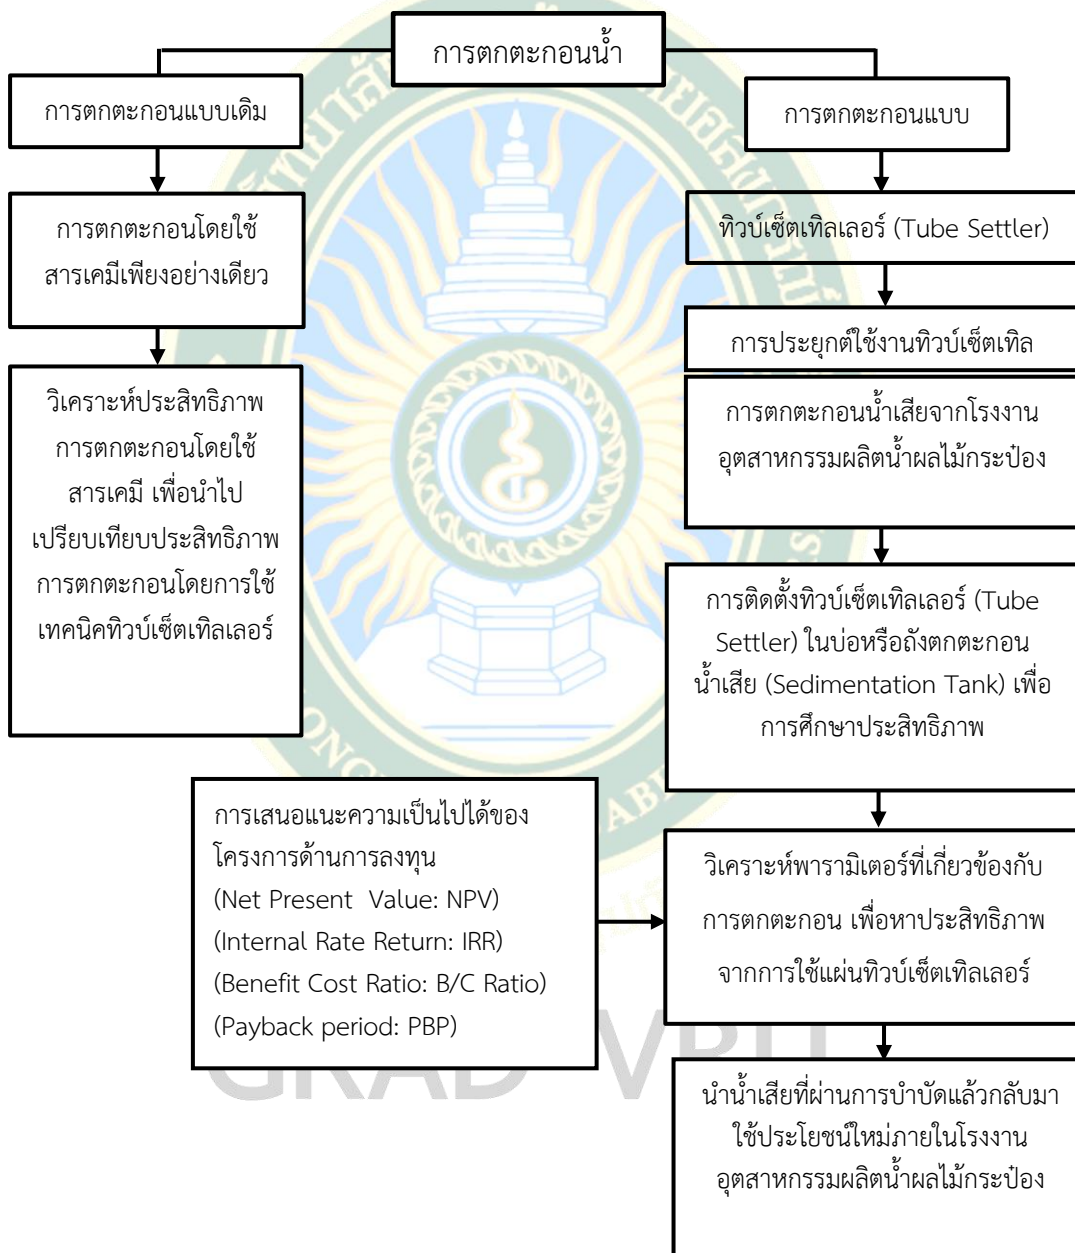 การตกตะกอนน้ำ
การตกตะกอนแบบเดิม
การตกตะกอนโดยใช้
สารเคมีเพียงอย่างเดียว
วิเคราะห์ประสิทธิภาพ
การตกตะกอนโดยใช้
สารเคมี เพื่อนำไป
เปรียบเทียบประสิทธิภาพ
การตกตะกอนโดยการใช้
เทคนิคทิวบ์เซ็ตเทิลเลอร์
การตกตะกอนแบบ
ทิวบ์เซ็ตเทิลเลอร์ (Tube Settler)
การประยุกต์ใช้งานทิวบ์เซ็ตเทิล
การตกตะกอนน้ำเสียจากโรงงาน
อุตสาหกรรมผลิตน้ำผลไม้กระป๋อง
การติดตั้งทิวบ์เซ็ตเทิลเลอร์ (Tube
Settler) ในบ่อหรือถังตกตะกอน
น้ำเสีย (Sedimentation Tank) เพื่อ
การศึกษาประสิทธิภาพ
การเสนอแนะความเป็นไปได้ของ
โครงการด้านการลงทุน
(Net Present Value: NPV)
(Internal Rate Return: IRR)
(Benefit Cost Ratio: B/C Ratio)
(Payback period: PBP)
วิเคราะห์พารามิเตอร์ที่เกี่ยวข้องกับ
การตกตะกอน เพื่อหาประสิทธิภาพ
จากการใช้แผ่นทิวบ์เซ็ตเทิลเลอร์
นำน้ำเสียที่ผ่านการบำบัดแล้วกลับมา
ใช้ประโยชน์ใหม่ภายในโรงงาน
อุตสาหกรรมผลิตน้ำผลไม้กระป๋อง
GRAD VRU